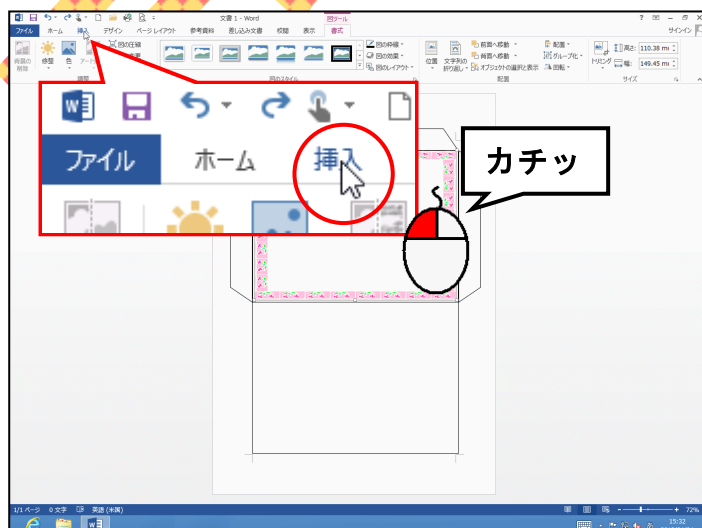 文書 1 - Word
図ツール
サインイン
ファイル ホーム 挿入 デザイン ページ レイアウト 参考資料 差し込み文書 校閲 表示 書式
背景の削除 修整 色 図の圧縮
図の枠線
図の効果
図のレイアウト
位置 文字列の折り返し
前面へ移動
背面へ移動
オブジェクトの選択と表示
配置
グループ化
回転
トリミング
高さ: 110.38 mm
幅: 149.45 mm
調整 図のスタイル 配置 サイズ
ファイル ホーム 挿入
カチッ
1/1 ページ 0 文字 英語 (米国) 72%
15:32